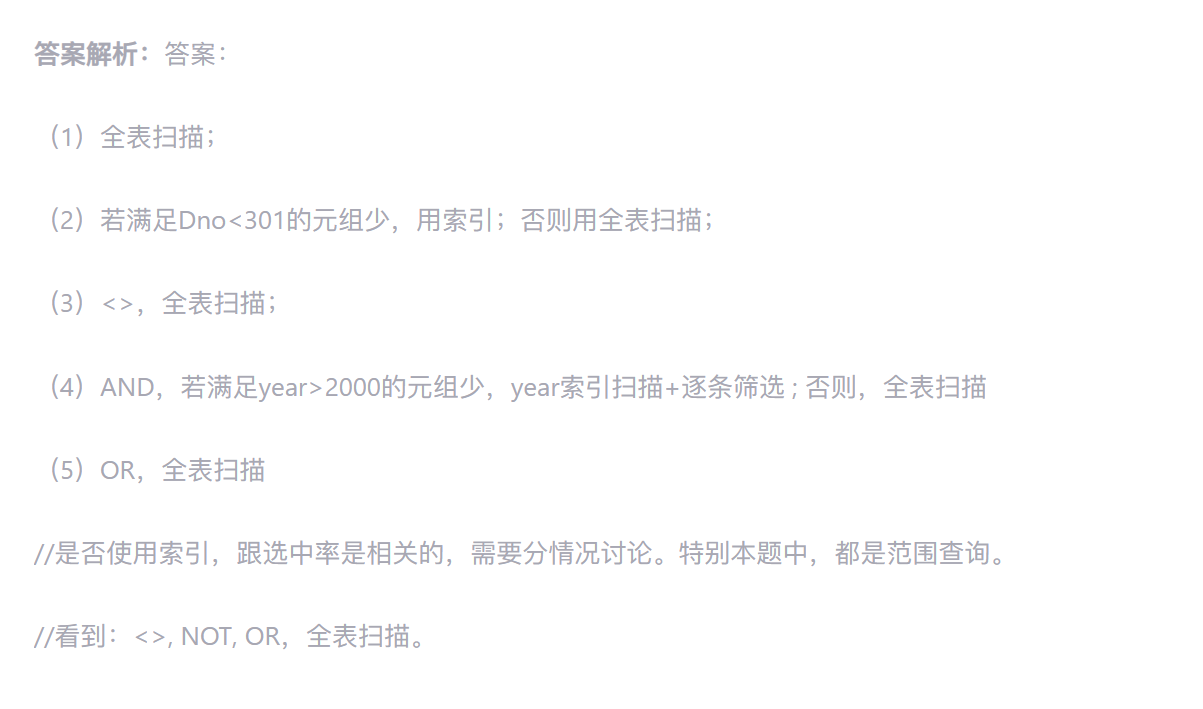 答案解析：答案：
（1）全表扫描；
（2）若满足Dno<301的元组少，用索引；否则用全表扫描；
（3）<>，全表扫描；
（4）AND，若满足year>2000的元组少，year索引扫描+逐条筛选 ; 否则，全表扫描
（5）OR，全表扫描
//是否使用索引，跟选中率是相关的，需要分情况讨论。特别本题中，都是范围查询。
//看到：<>, NOT, OR，全表扫描。